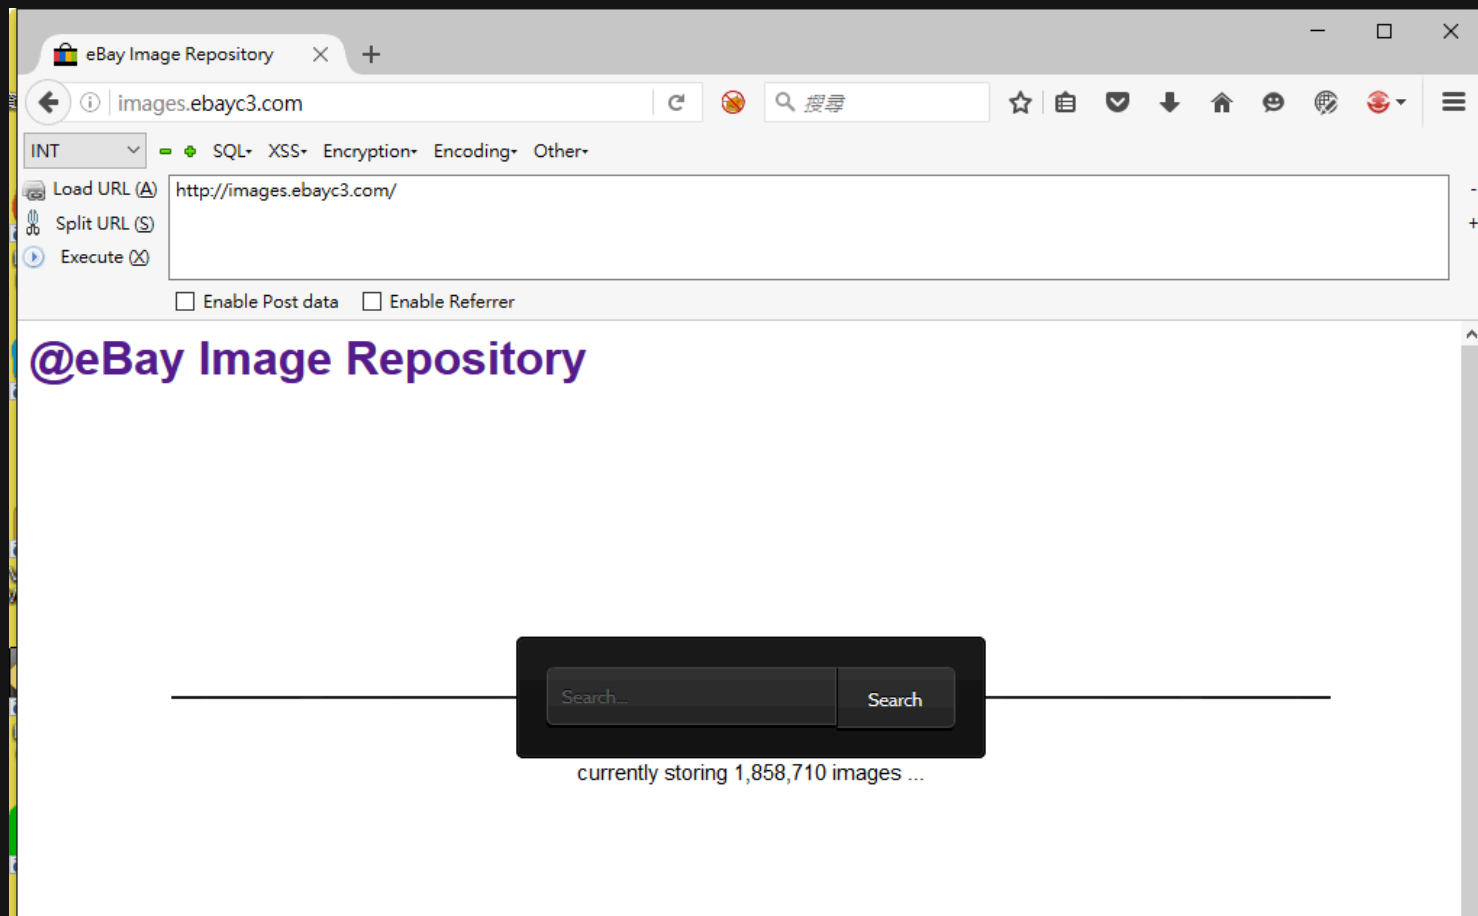 eBay Image Repository
images.ebayc3.com
搜尋
INT
SQL
XSS
Encryption
Encoding
Other
Load URL (A)
http://images.ebayc3.com/
-
Split URL (S)
+
Execute (X)
Enable Post data
Enable Referrer
@eBay Image Repository
Search...
Search
currently storing 1,858,710 images ...